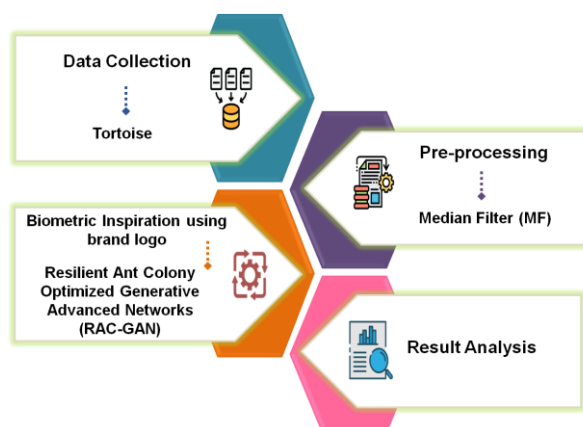 Data Collection
Tortoise
Pre-processing
Median Filter (MF)
Biometric Inspiration using
brand logo
Resilient Ant Colony
Optimized Generative
Advanced Networks
(RAC-GAN)
Result Analysis